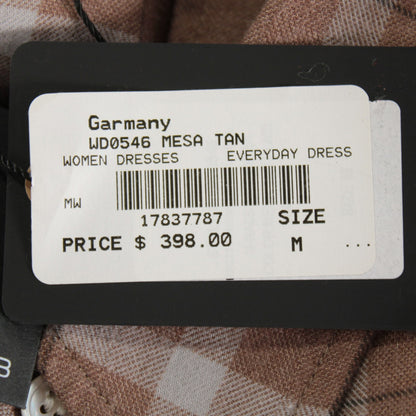 Garmany
WD0546 MESA TAN
WOMEN DRESSES EVERYDAY DRESS
MW
17837787 SIZE
PRICE $ 398.00 M ...
B